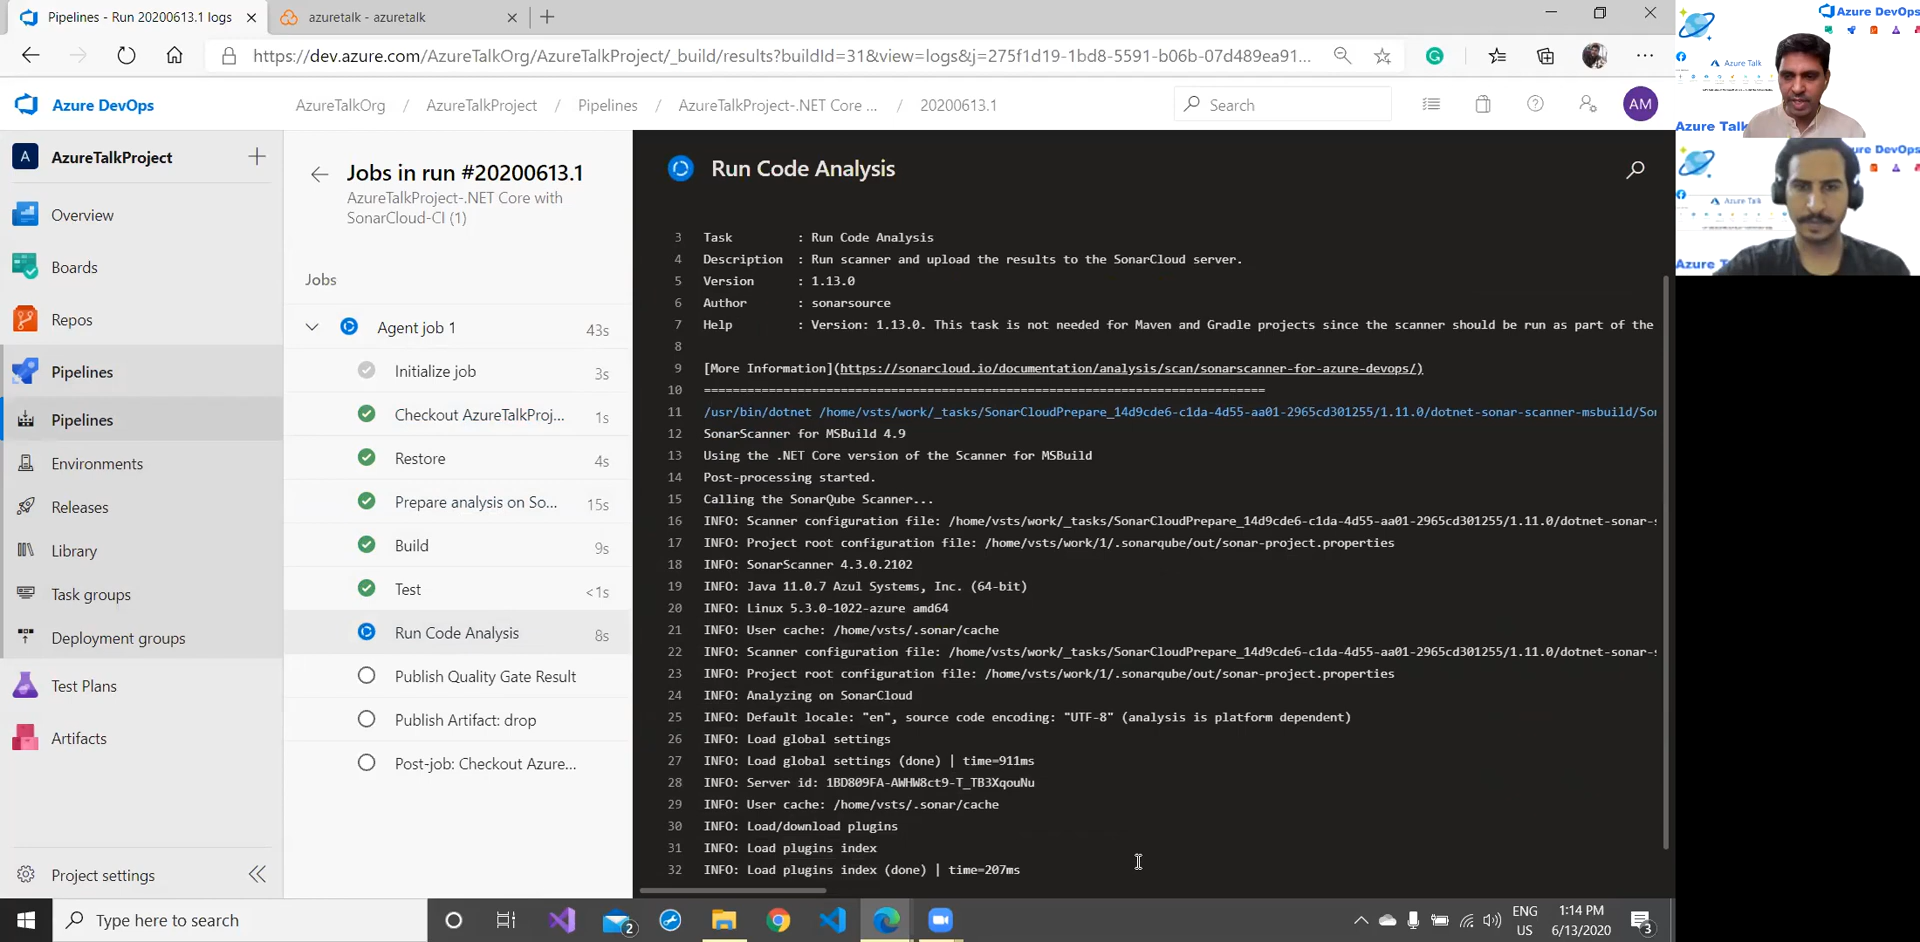 Pipelines - Run 20200613.1 logs
azuretalk - azuretalk
https://dev.azure.com/AzureTalkOrg/AzureTalkProject/_build/results?buildId=31&view=logs&j=275f1d19-1bd8-5591-b06b-07d489ea91...
Azure DevOps
AzureTalkOrg / AzureTalkProject / Pipelines / AzureTalkProject-.NET Core ... / 20200613.1
Search
AM
A AzureTalkProject
Overview
Boards
Repos
Pipelines
Pipelines
Environments
Releases
Library
Task groups
Deployment groups
Test Plans
Artifacts
Project settings
Jobs in run #20200613.1
AzureTalkProject-.NET Core with
SonarCloud-CI (1)
Jobs
Agent job 1 43s
Initialize job 3s
Checkout AzureTalkProj... 1s
Restore 4s
Prepare analysis on So... 15s
Build 9s
Test <1s
Run Code Analysis 8s
Publish Quality Gate Result
Publish Artifact: drop
Post-job: Checkout Azure...
Run Code Analysis
3 Task : Run Code Analysis
4 Description : Run scanner and upload the results to the SonarCloud server.
5 Version : 1.13.0
6 Author : sonarsource
7 Help : Version: 1.13.0. This task is not needed for Maven and Gradle projects since the scanner should be run as part of the
8
9 [More Information](https://sonarcloud.io/documentation/analysis/scan/sonarscanner-for-azure-devops/)
10 ==============================================================================
11 /usr/bin/dotnet /home/vsts/work/_tasks/SonarCloudPrepare_14d9cde6-c1da-4d55-aa01-2965cd301255/1.11.0/dotnet-sonar-scanner-msbuild/So
12 SonarScanner for MSBuild 4.9
13 Using the .NET Core version of the Scanner for MSBuild
14 Post-processing started.
15 Calling the SonarQube Scanner...
16 INFO: Scanner configuration file: /home/vsts/work/_tasks/SonarCloudPrepare_14d9cde6-c1da-4d55-aa01-2965cd301255/1.11.0/dotnet-sonar-
17 INFO: Project root configuration file: /home/vsts/work/1/.sonarqube/out/sonar-project.properties
18 INFO: SonarScanner 4.3.0.2102
19 INFO: Java 11.0.7 Azul Systems, Inc. (64-bit)
20 INFO: Linux 5.3.0-1022-azure amd64
21 INFO: User cache: /home/vsts/.sonar/cache
22 INFO: Scanner configuration file: /home/vsts/work/_tasks/SonarCloudPrepare_14d9cde6-c1da-4d55-aa01-2965cd301255/1.11.0/dotnet-sonar-
23 INFO: Project root configuration file: /home/vsts/work/1/.sonarqube/out/sonar-project.properties
24 INFO: Analyzing on SonarCloud
25 INFO: Default locale: "en", source code encoding: "UTF-8" (analysis is platform dependent)
26 INFO: Load global settings
27 INFO: Load global settings (done) | time=911ms
28 INFO: Server id: 1BD809FA-AWHW8ct9-T_TB3XqouNu
29 INFO: User cache: /home/vsts/.sonar/cache
30 INFO: Load/download plugins
31 INFO: Load plugins index
32 INFO: Load plugins index (done) | time=207ms
Azure DevOps
Azure Talk
Azure Talk
ure DevOps
Azure Talk
Azure T
Type here to search
2
ENG
US
1:14 PM
6/13/2020
3